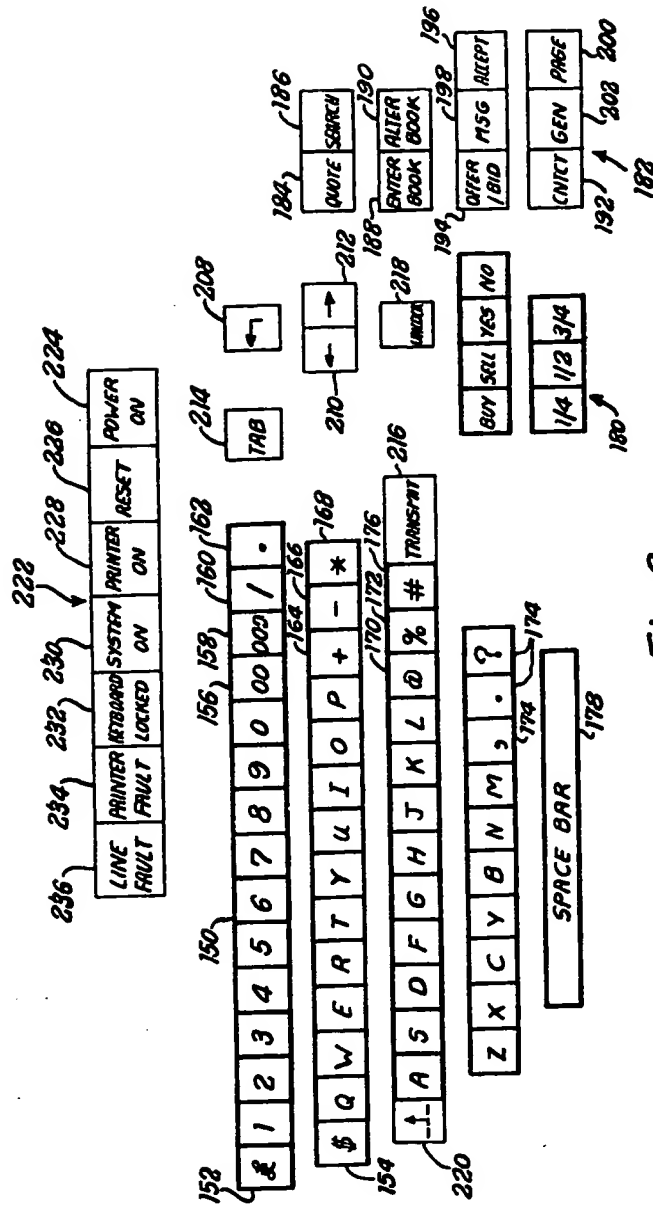 236 234 232 230 222 228 226 224
LINE PRINTER KEYBOARD SYSTEM PRINTER RESET POWER
FAULT FAULT LOCKED ON ON ON
152 150 156 158 160 162 214 208
£ 1 2 3 4 5 6 7 8 9 0 00 000 / . TAB
184 186
164 166
$ Q W E R T Y U I O P + - * 168
154
210 212
QUOTE SEARCH
170 172 176 216
A S D F G H J K L @ % # TRANSMIT
220
218
UNLOCK
188 190
ENTER ALTER
BOOK BOOK
Z X C Y B N M , . ?
174 174
BUY SELL YES NO
194 198 196
OFFER MSG ACCEPT
/BID
SPACE BAR
178
1/4 1/2 3/4
180
CNTCT GEN PAGE
192 202 200
182